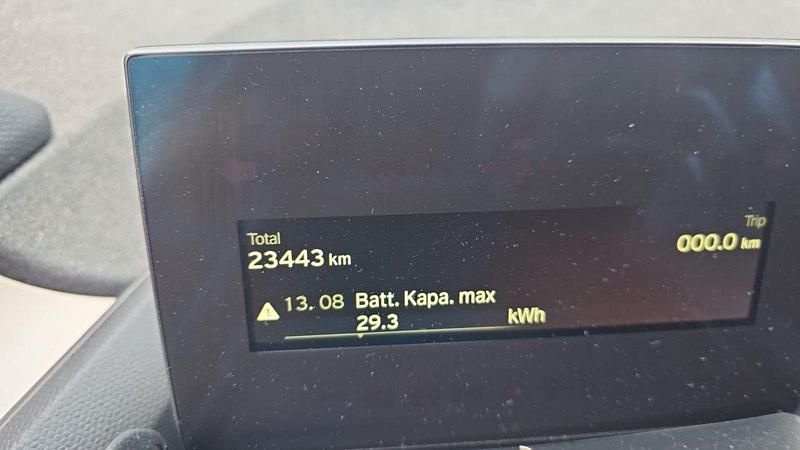 Total
23443 km
Trip
000.0 km
13. 08 Batt. Kapa. max
29.3 kWh